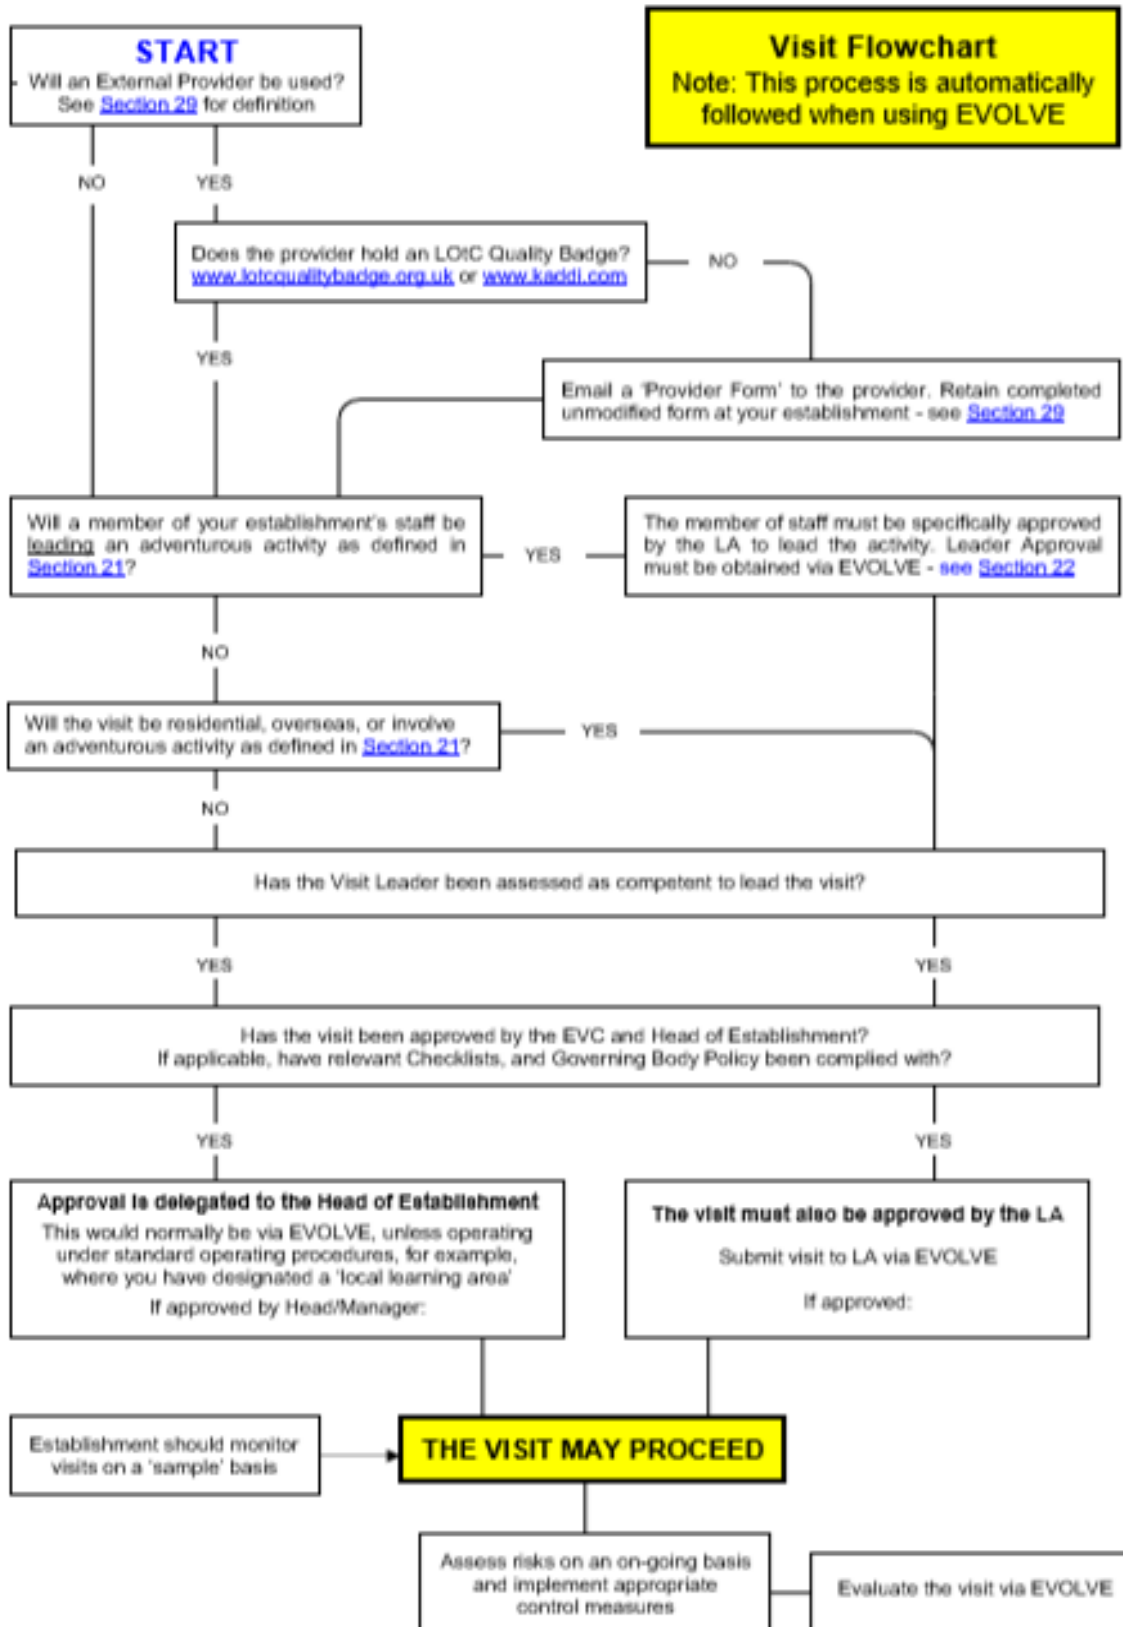 START
Will an External Provider be used?
See Section 29 for definition
Visit Flowchart
Note: This process is automatically
followed when using EVOLVE
NO
YES
Does the provider hold an LOtC Quality Badge?
www.lotcqualitybadge.org.uk or www.kaddi.com
NO
YES
Email a 'Provider Form' to the provider. Retain completed
unmodified form at your establishment - see Section 29
Will a member of your establishment's staff be
leading an adventurous activity as defined in
Section 21?
YES
The member of staff must be specifically approved
by the LA to lead the activity. Leader Approval
must be obtained via EVOLVE - see Section 22
NO
Will the visit be residential, overseas, or involve
an adventurous activity as defined in Section 21?
YES
NO
Has the Visit Leader been assessed as competent to lead the visit?
YES
YES
Has the visit been approved by the EVC and Head of Establishment?
If applicable, have relevant Checklists, and Governing Body Policy been complied with?
YES
YES
Approval is delegated to the Head of Establishment
This would normally be via EVOLVE, unless operating
under standard operating procedures, for example,
where you have designated a 'local learning area'
If approved by Head/Manager:
The visit must also be approved by the LA
Submit visit to LA via EVOLVE
If approved:
Establishment should monitor
visits on a 'sample' basis
THE VISIT MAY PROCEED
Assess risks on an on-going basis
and implement appropriate
control measures
Evaluate the visit via EVOLVE